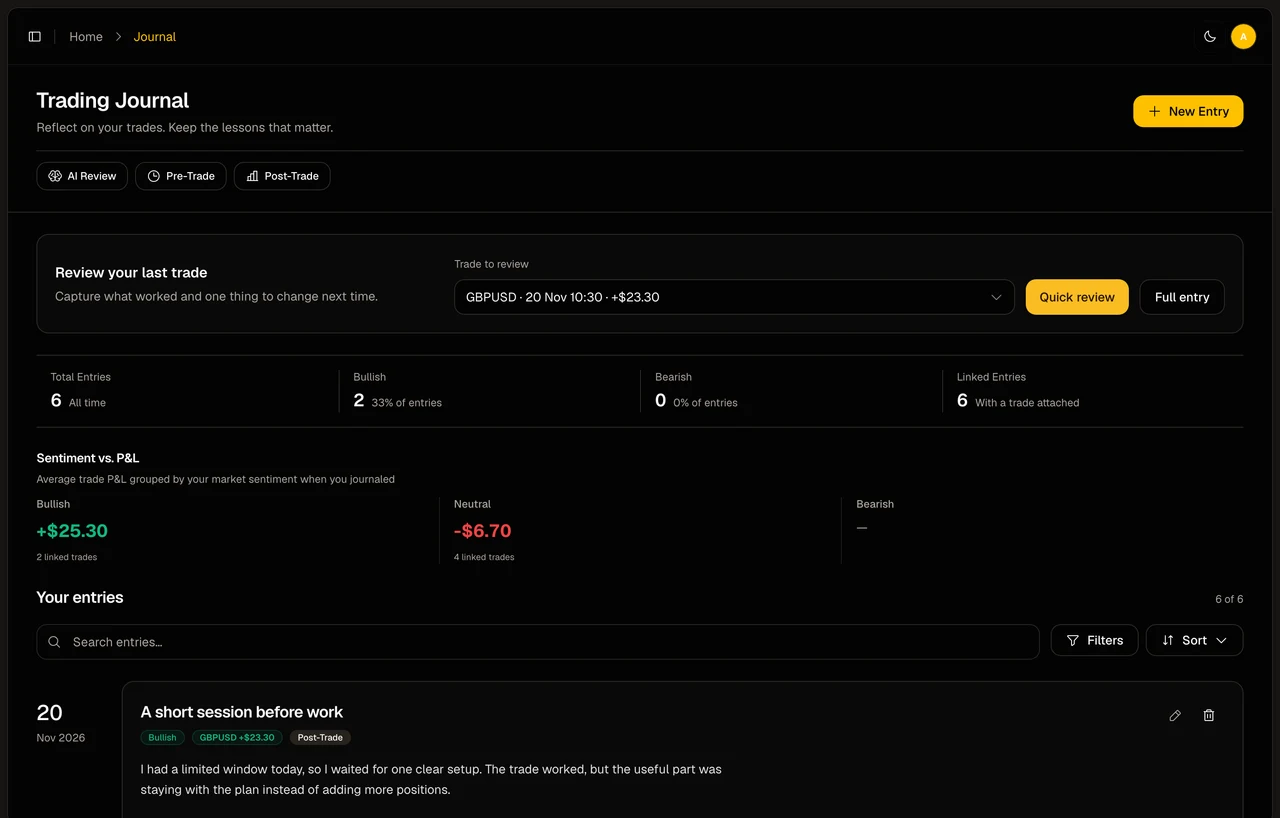 Home > Journal
A
Trading Journal
Reflect on your trades. Keep the lessons that matter.
+ New Entry
AI Review
Pre-Trade
Post-Trade
Review your last trade
Capture what worked and one thing to change next time.
Trade to review
GBPUSD · 20 Nov 10:30 · +$23.30
Quick review
Full entry
Total Entries
6 All time
Bullish
2 33% of entries
Bearish
0 0% of entries
Linked Entries
6 With a trade attached
Sentiment vs. P&L
Average trade P&L grouped by your market sentiment when you journaled
Bullish
+$25.30
2 linked trades
Neutral
-$6.70
4 linked trades
Bearish
—
Your entries
6 of 6
Search entries...
Filters
Sort
20
Nov 2026
A short session before work
Bullish
GBPUSD +$23.30
Post-Trade
I had a limited window today, so I waited for one clear setup. The trade worked, but the useful part was
staying with the plan instead of adding more positions.